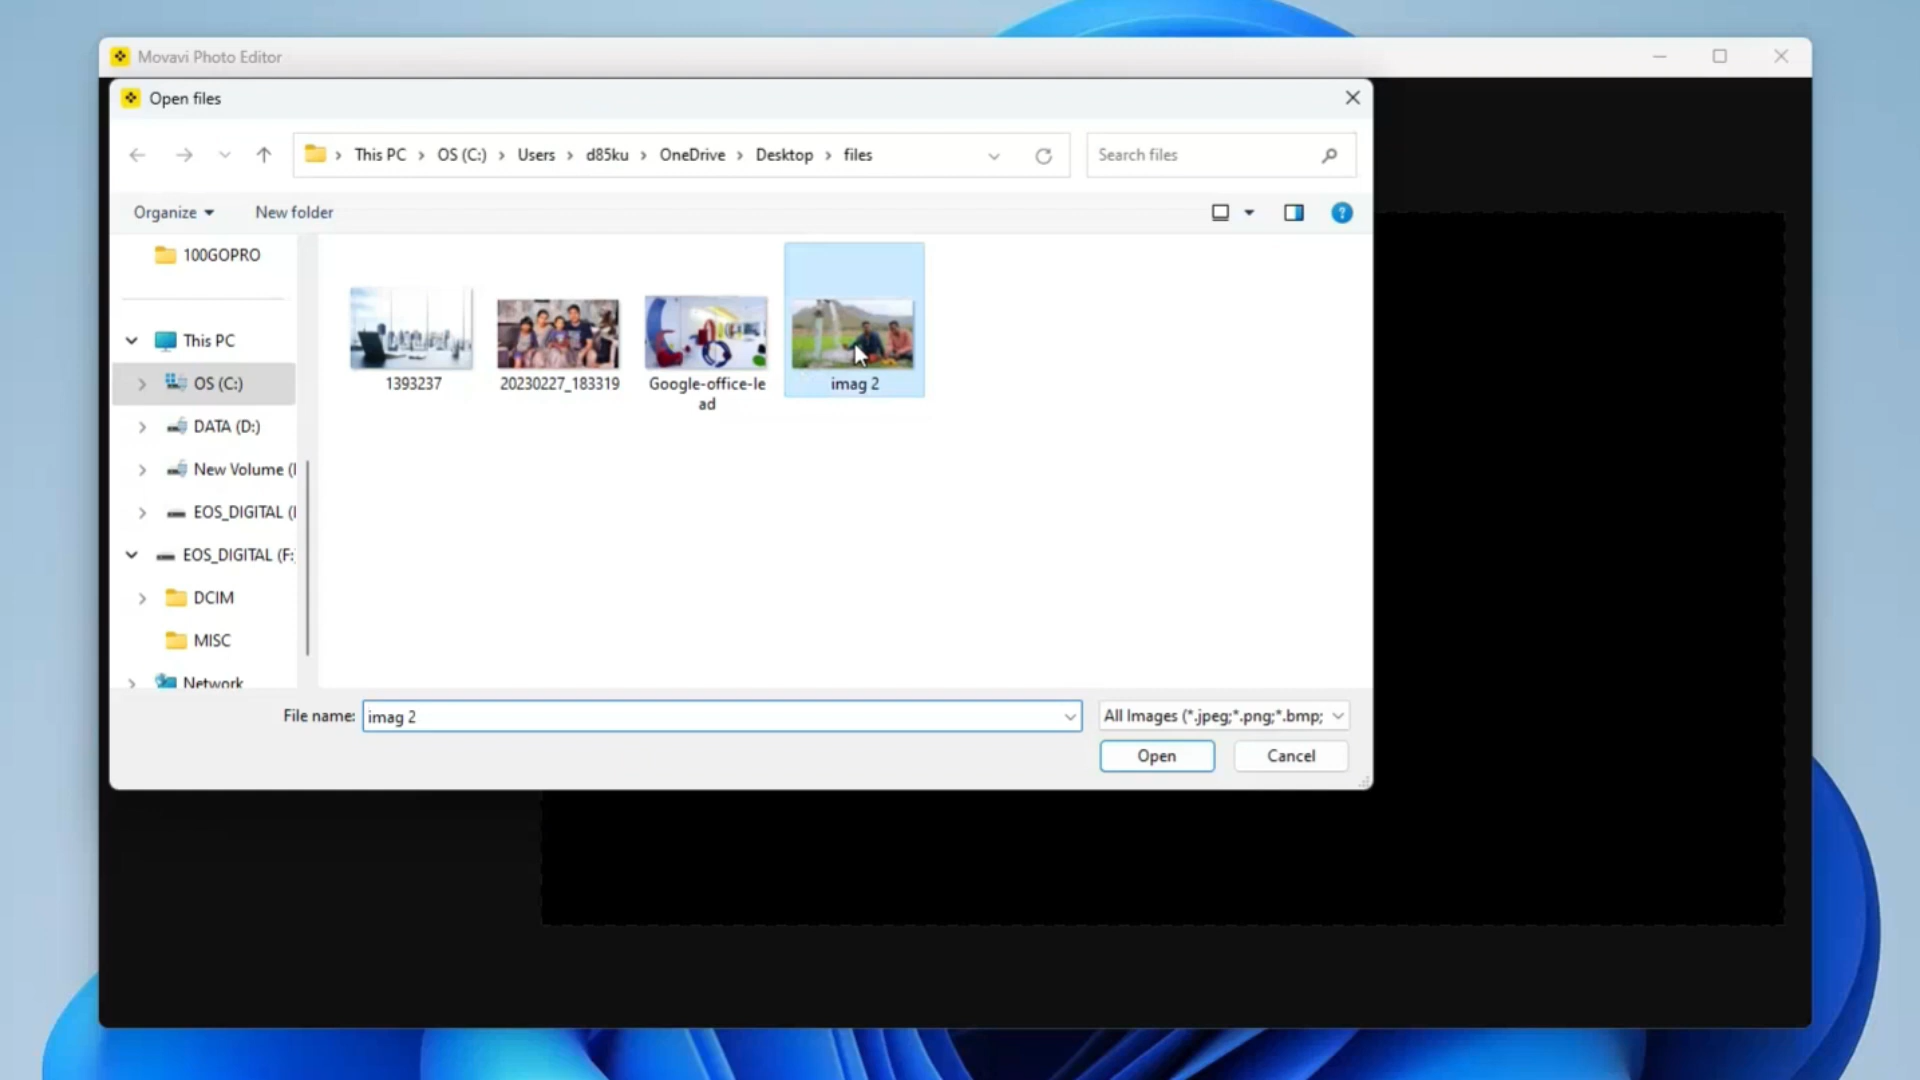 Movavi Photo Editor
Open files
This PC > OS (C:) > Users > d85ku > OneDrive > Desktop > files
Search files
Organize
New folder
100GOPRO
This PC
OS (C:)
DATA (D:)
New Volume (
EOS_DIGITAL (
EOS_DIGITAL (F:
DCIM
MISC
Network
1393237
20230227_183319
Google-office-le
ad
imag 2
File name: imag 2
All Images (*.jpeg;*.png;*.bmp;
Open
Cancel